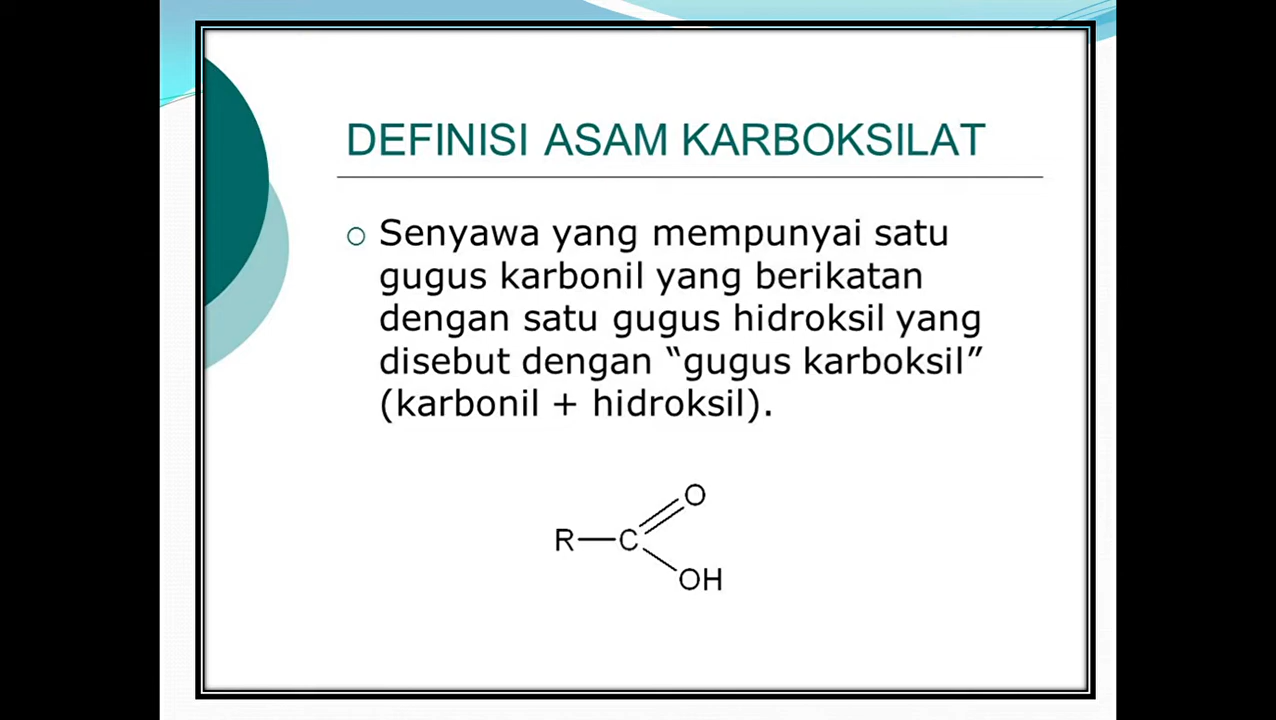 DEFINISI ASAM KARBOKSILAT
Senyawa yang mempunyai satu
gugus karbonil yang berikatan
dengan satu gugus hidroksil yang
disebut dengan “gugus karboksil”
(karbonil + hidroksil).
O
R C
OH